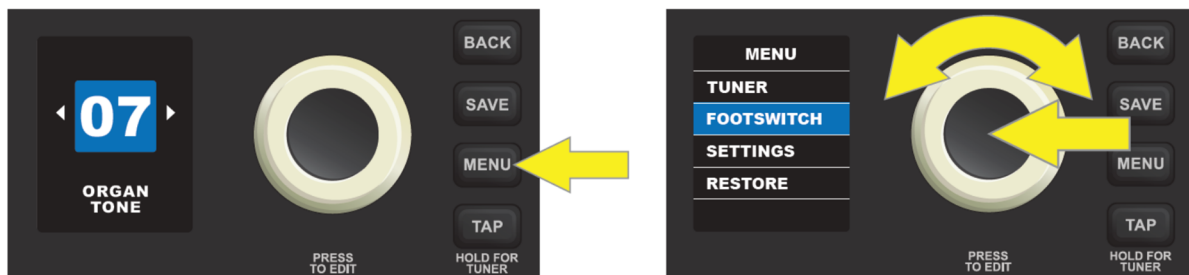 07
ORGAN
TONE
PRESS
TO EDIT
BACK
SAVE
MENU
TAP
HOLD FOR
TUNER
MENU
TUNER
FOOTSWITCH
SETTINGS
RESTORE
PRESS
TO EDIT
BACK
SAVE
MENU
TAP
HOLD FOR
TUNER